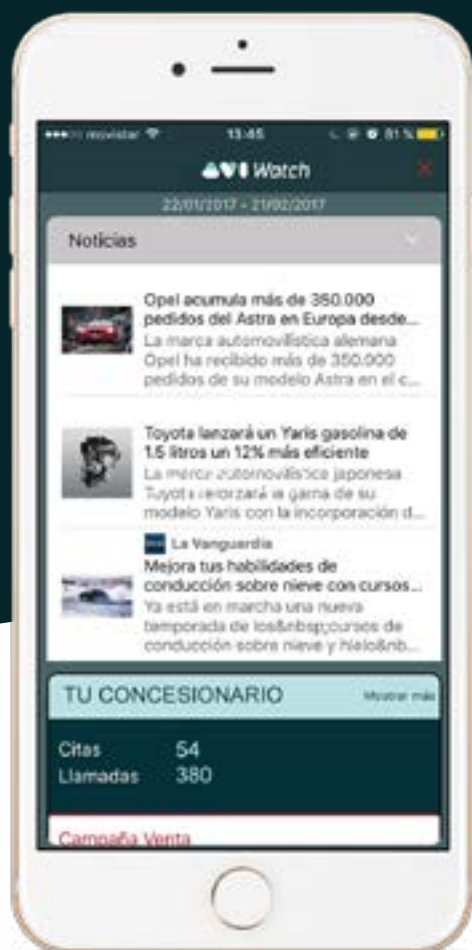 movistar 13:45 81 %
AVI Watch
22/01/2017 - 21/02/2017
Noticias
Opel acumula más de 350.000
pedidos del Astra en Europa desde...
La marca automovilística alemana
Opel ha recibido más de 350.000
pedidos de su modelo Astra en el c...
Toyota lanzará un Yaris gasolina de
1.5 litros un 12% más eficiente
La marca automovilística japonesa
Toyota reforzará la gama de su
modelo Yaris con la incorporación d...
La Vanguardia
Mejora tus habilidades de
conducción sobre nieve con cursos...
Ya está en marcha una nueva
temporada de los&nbsp;cursos de
conducción sobre nieve y hielo&nb...
TU CONCESIONARIO Mostrar más
Citas 54
Llamadas 380
Campaña Venta